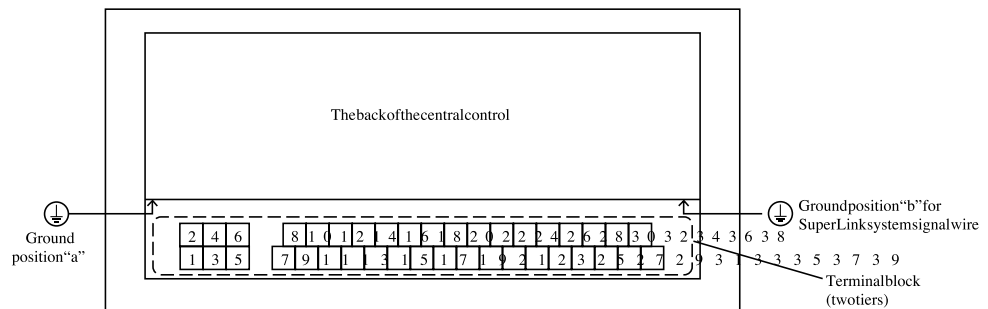 Thebackofthecentralcontrol
Groundposition“b”for
SuperLinksystemsignalwire
Ground
position“a”
2 4 6 8 1 0 1 2 1 4 1 6 1 8 2 0 2 2 2 4 2 6 2 8 3 0 3 2 3 4 3 6 3 8
1 3 5 7 9 1 1 1 3 1 5 1 7 1 9 2 1 2 3 2 5 2 7 2 9 3 1 3 3 3 5 3 7 3 9
Terminalblock
(twotiers)